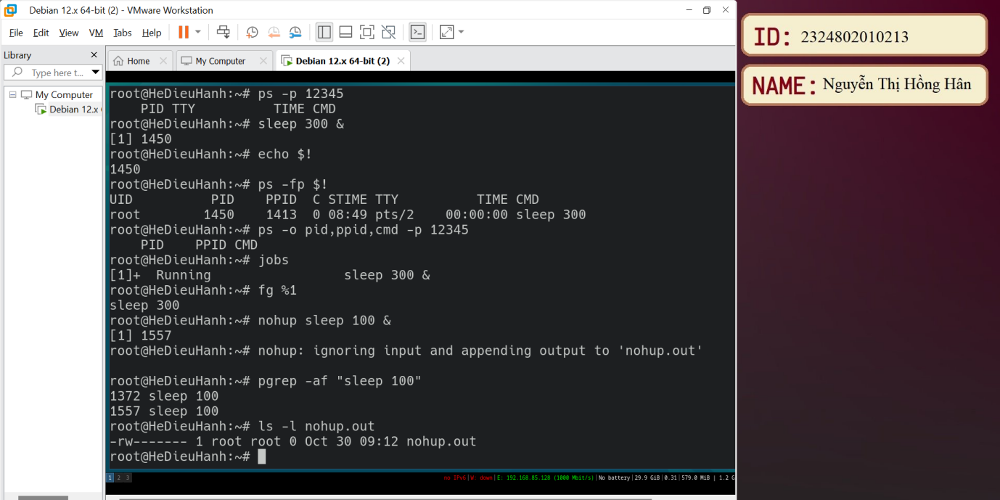 Debian 12.x 64-bit (2) - VMware Workstation
File Edit View VM Tabs Help
Library
Type here t...
My Computer
Debian 12.x
Home
My Computer
Debian 12.x 64-bit (2)
root@HeDieuHanh:~# ps -p 12345
    PID TTY          TIME CMD
root@HeDieuHanh:~# sleep 300 &
[1] 1450
root@HeDieuHanh:~# echo $!
1450
root@HeDieuHanh:~# ps -fp $!
UID          PID    PPID  C STIME TTY          TIME CMD
root        1450    1413  0 08:49 pts/2    00:00:00 sleep 300
root@HeDieuHanh:~# ps -o pid,ppid,cmd -p 12345
    PID    PPID CMD
root@HeDieuHanh:~# jobs
[1]+  Running                 sleep 300 &
root@HeDieuHanh:~# fg %1
sleep 300
root@HeDieuHanh:~# nohup sleep 100 &
[1] 1557
root@HeDieuHanh:~# nohup: ignoring input and appending output to 'nohup.out'
root@HeDieuHanh:~# pgrep -af "sleep 100"
1372 sleep 100
1557 sleep 100
root@HeDieuHanh:~# ls -l nohup.out
-rw------- 1 root root 0 Oct 30 09:12 nohup.out
root@HeDieuHanh:~#
1 2 3
no IPv6|W: down|E: 192.168.85.128 (1000 Mbit/s)|No battery|29.9 GiB|0.31|579.0 MiB | 1.2 G
ID: 2324802010213
NAME: Nguyễn Thị Hồng Hân